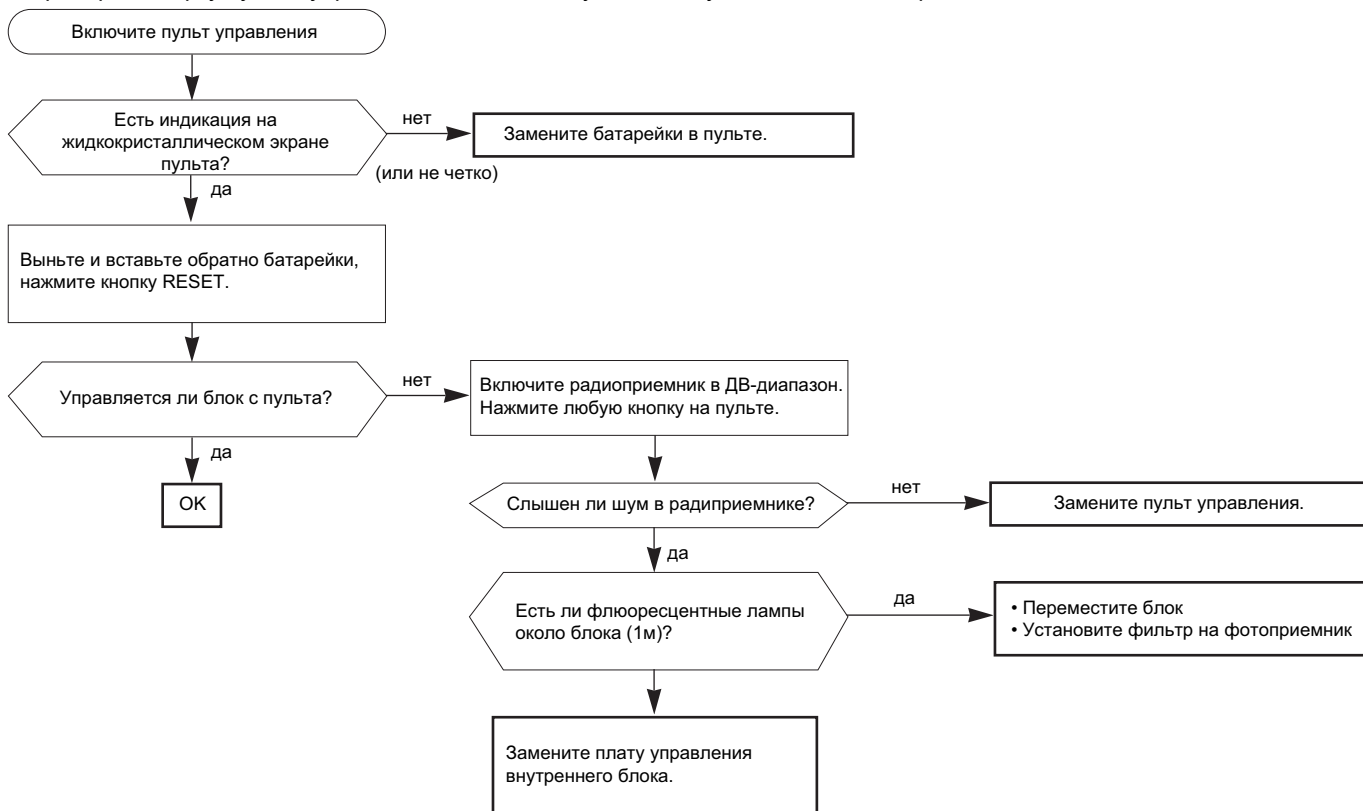 Включите пульт управления
Есть индикация на
жидкокристаллическом экране
пульта?
нет
(или не четко)
Замените батарейки в пульте.
да
Выньте и вставьте обратно батарейки,
нажмите кнопку RESET.
Управляется ли блок с пульта?
нет
да
OK
Включите радиоприемник в ДВ-диапазон.
Нажмите любую кнопку на пульте.
Слышен ли шум в радиприемнике?
нет
Замените пульт управления.
да
Есть ли флюоресцентные лампы
около блока (1м)?
да
• Переместите блок
• Установите фильтр на фотоприемник
Замените плату управления
внутреннего блока.